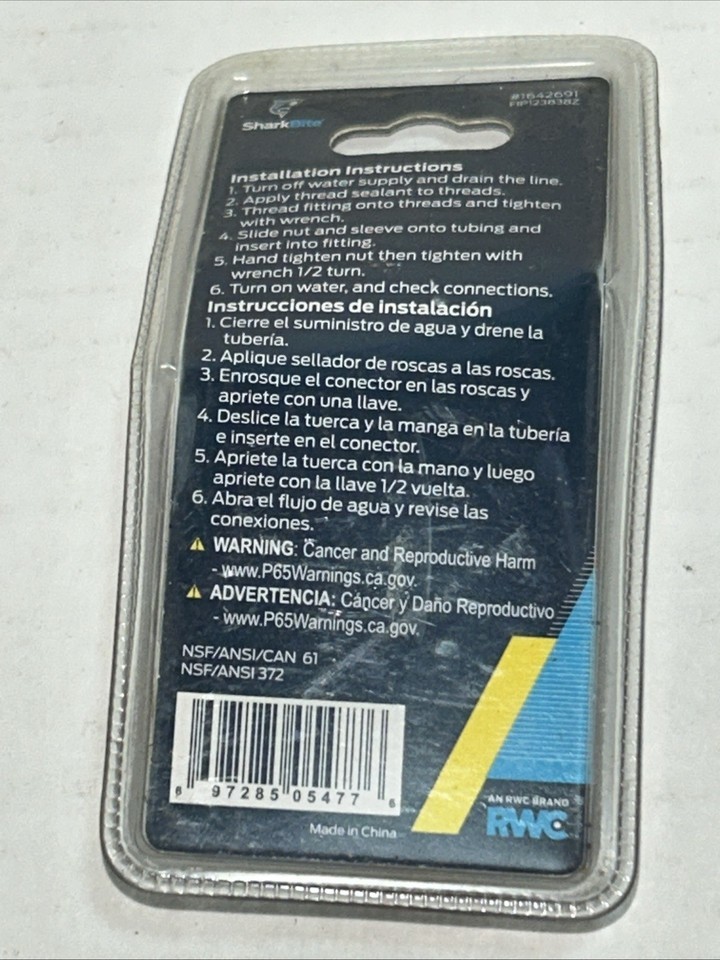 SharkBite
#1642691
FIP123838Z
Installation Instructions
1. Turn off water supply and drain the line.
2. Apply thread sealant to threads.
3. Thread fitting onto threads and tighten
with wrench.
4. Slide nut and sleeve onto tubing and
insert into fitting.
5. Hand tighten nut then tighten with
wrench 1/2 turn.
6. Turn on water, and check connections.
Instrucciones de instalación
1. Cierre el suministro de agua y drene la
tubería.
2. Aplique sellador de roscas a las roscas.
3. Enrosque el conector en las roscas y
apriete con una llave.
4. Deslice la tuerca y la manga en la tubería
e inserte en el conector.
5. Apriete la tuerca con la mano y luego
apriete con la llave 1/2 vuelta.
6. Abra el flujo de agua y revise las
conexiones.
WARNING: Cancer and Reproductive Harm
- www.P65Warnings.ca.gov.
ADVERTENCIA: Cáncer y Daño Reproductivo
- www.P65Warnings.ca.gov.
NSF/ANSI/CAN 61
NSF/ANSI 372
6 97285 05477 6
Made in China
AN RWC BRAND
RWC